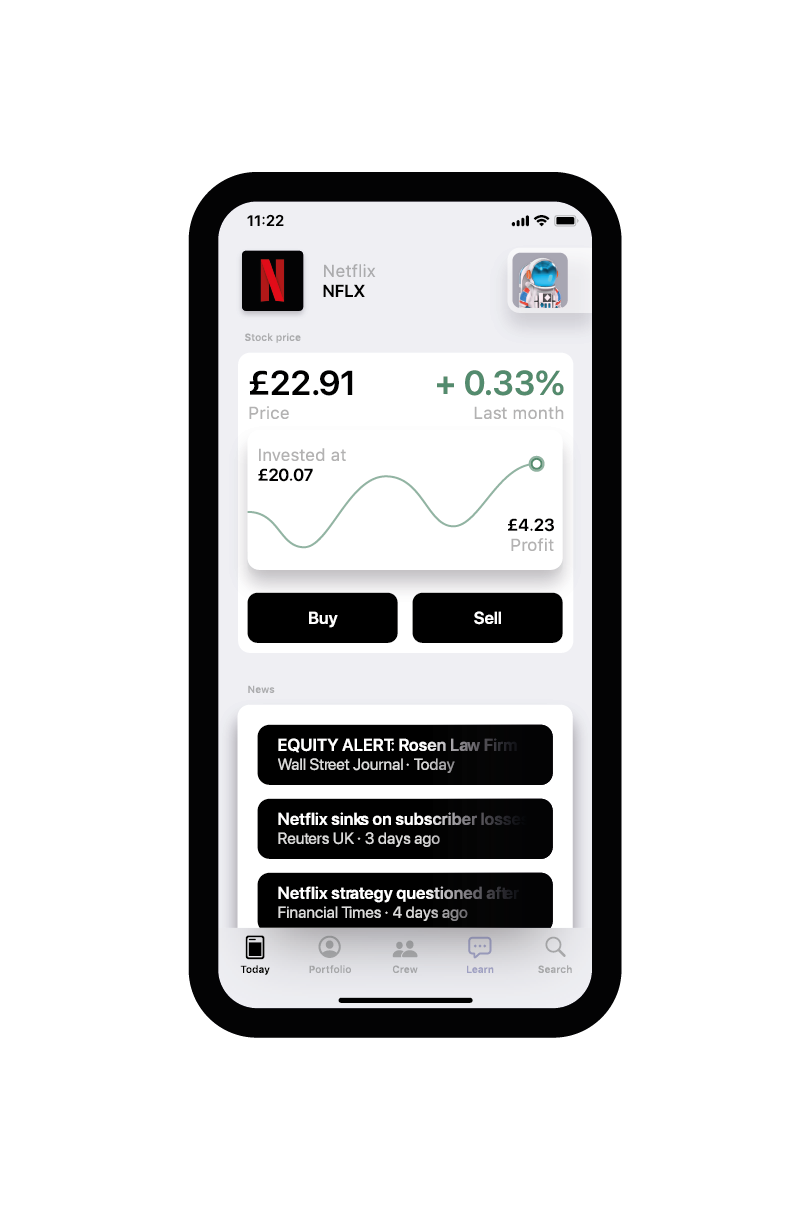 11:22
N
Netflix
NFLX
Stock price
£22.91
+ 0.33%
Price
Last month
Invested at
£20.07
£4.23
Profit
Buy
Sell
News
EQUITY ALERT: Rosen Law Firm
Wall Street Journal · Today
Netflix sinks on subscriber losses
Reuters UK · 3 days ago
Netflix strategy questioned after
Financial Times · 4 days ago
Today
Portfolio
Crew
Learn
Search